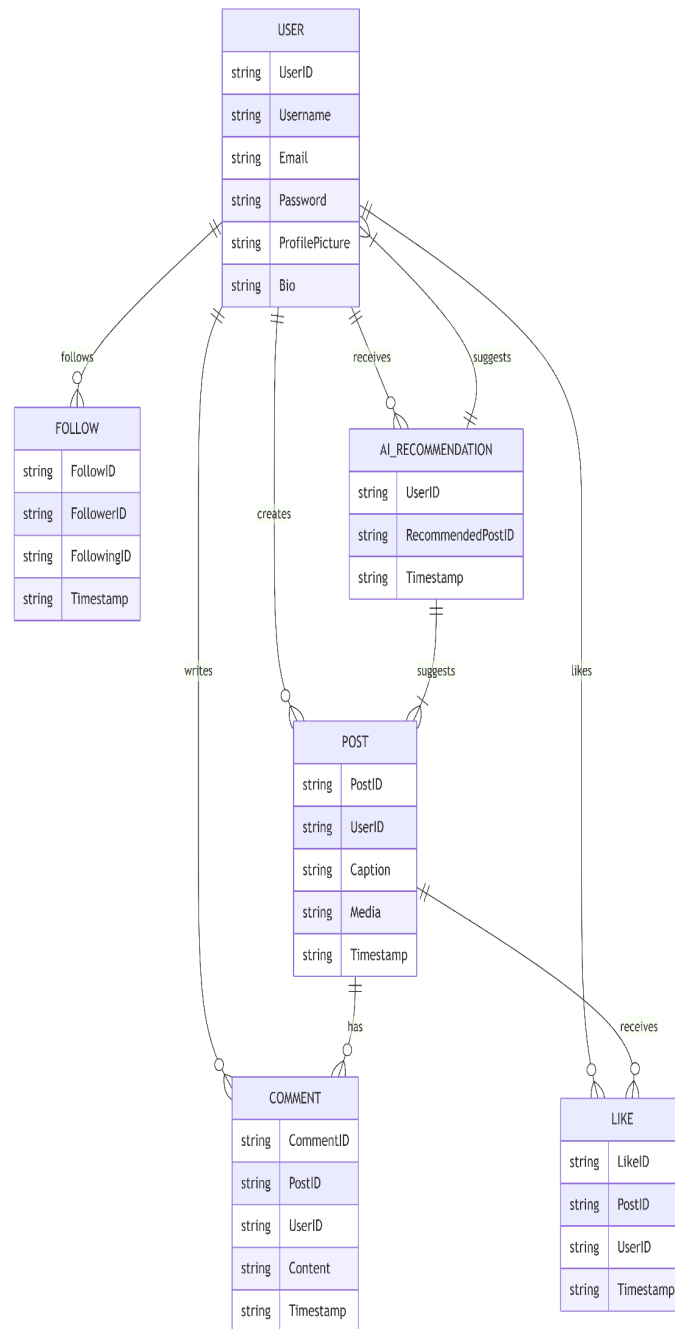 USER
string UserID
string Username
string Email
string Password
string ProfilePicture
string Bio
follows
receives
suggests
FOLLOW
string FollowID
string FollowerID
string FollowingID
string Timestamp
AI_RECOMMENDATION
string UserID
string RecommendedPostID
string Timestamp
creates
writes
suggests
likes
POST
string PostID
string UserID
string Caption
string Media
string Timestamp
has
receives
COMMENT
string CommentID
string PostID
string UserID
string Content
string Timestamp
LIKE
string LikeID
string PostID
string UserID
string Timestamp